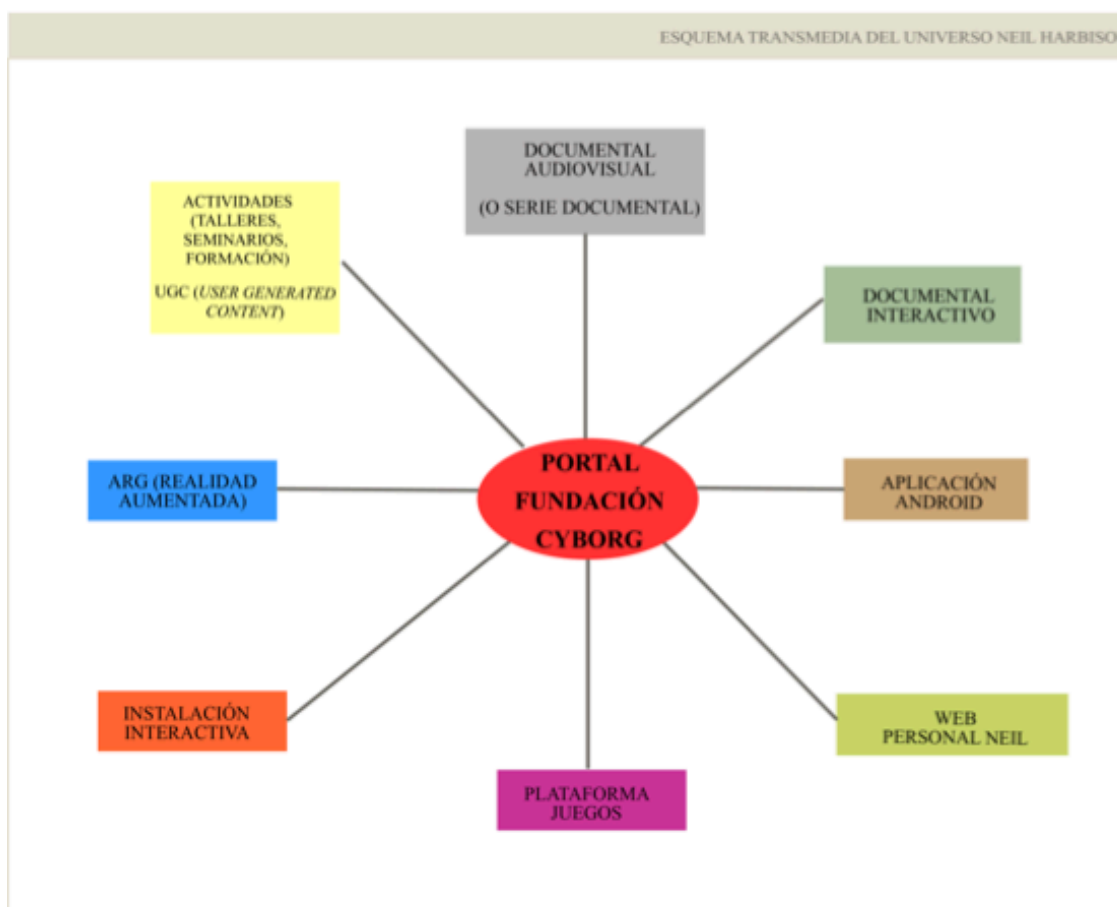 ESQUEMA TRANSMEDIA DEL UNIVERSO NEIL HARBISO
DOCUMENTAL
AUDIOVISUAL
(O SERIE DOCUMENTAL)
ACTIVIDADES
(TALLERES,
SEMINARIOS,
FORMACIÓN)
UGC (USER GENERATED
CONTENT)
DOCUMENTAL
INTERACTIVO
PORTAL
FUNDACIÓN
CYBORG
ARG (REALIDAD
AUMENTADA)
APLICACIÓN
ANDROID
INSTALACIÓN
INTERACTIVA
WEB
PERSONAL NEIL
PLATAFORMA
JUEGOS